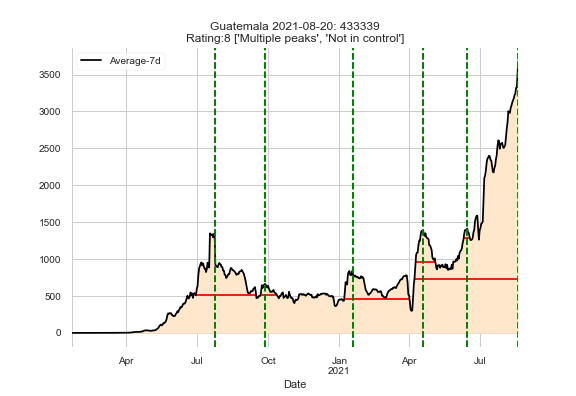 Guatemala 2021-08-20: 433339
Rating:8 ['Multiple peaks', 'Not in control']
Average-7d
3500
3000
2500
2000
1500
1000
500
0
Apr
Jul
Oct
Jan
2021
Apr
Jul
Date